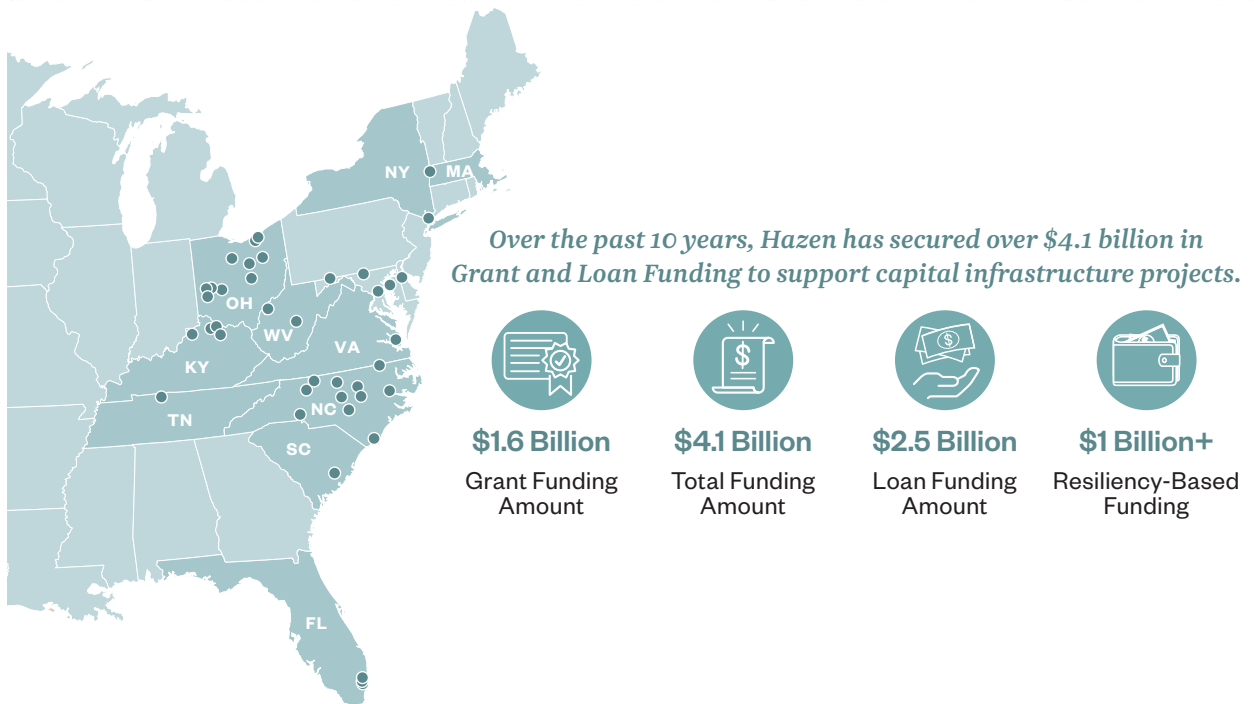 NY
MA
OH
WV
VA
KY
TN
NC
SC
FL
Over the past 10 years, Hazen has secured over $4.1 billion in
Grant and Loan Funding to support capital infrastructure projects.
$
$
$1.6 Billion
Grant Funding
Amount
$4.1 Billion
Total Funding
Amount
$2.5 Billion
Loan Funding
Amount
$1 Billion+
Resiliency-Based
Funding